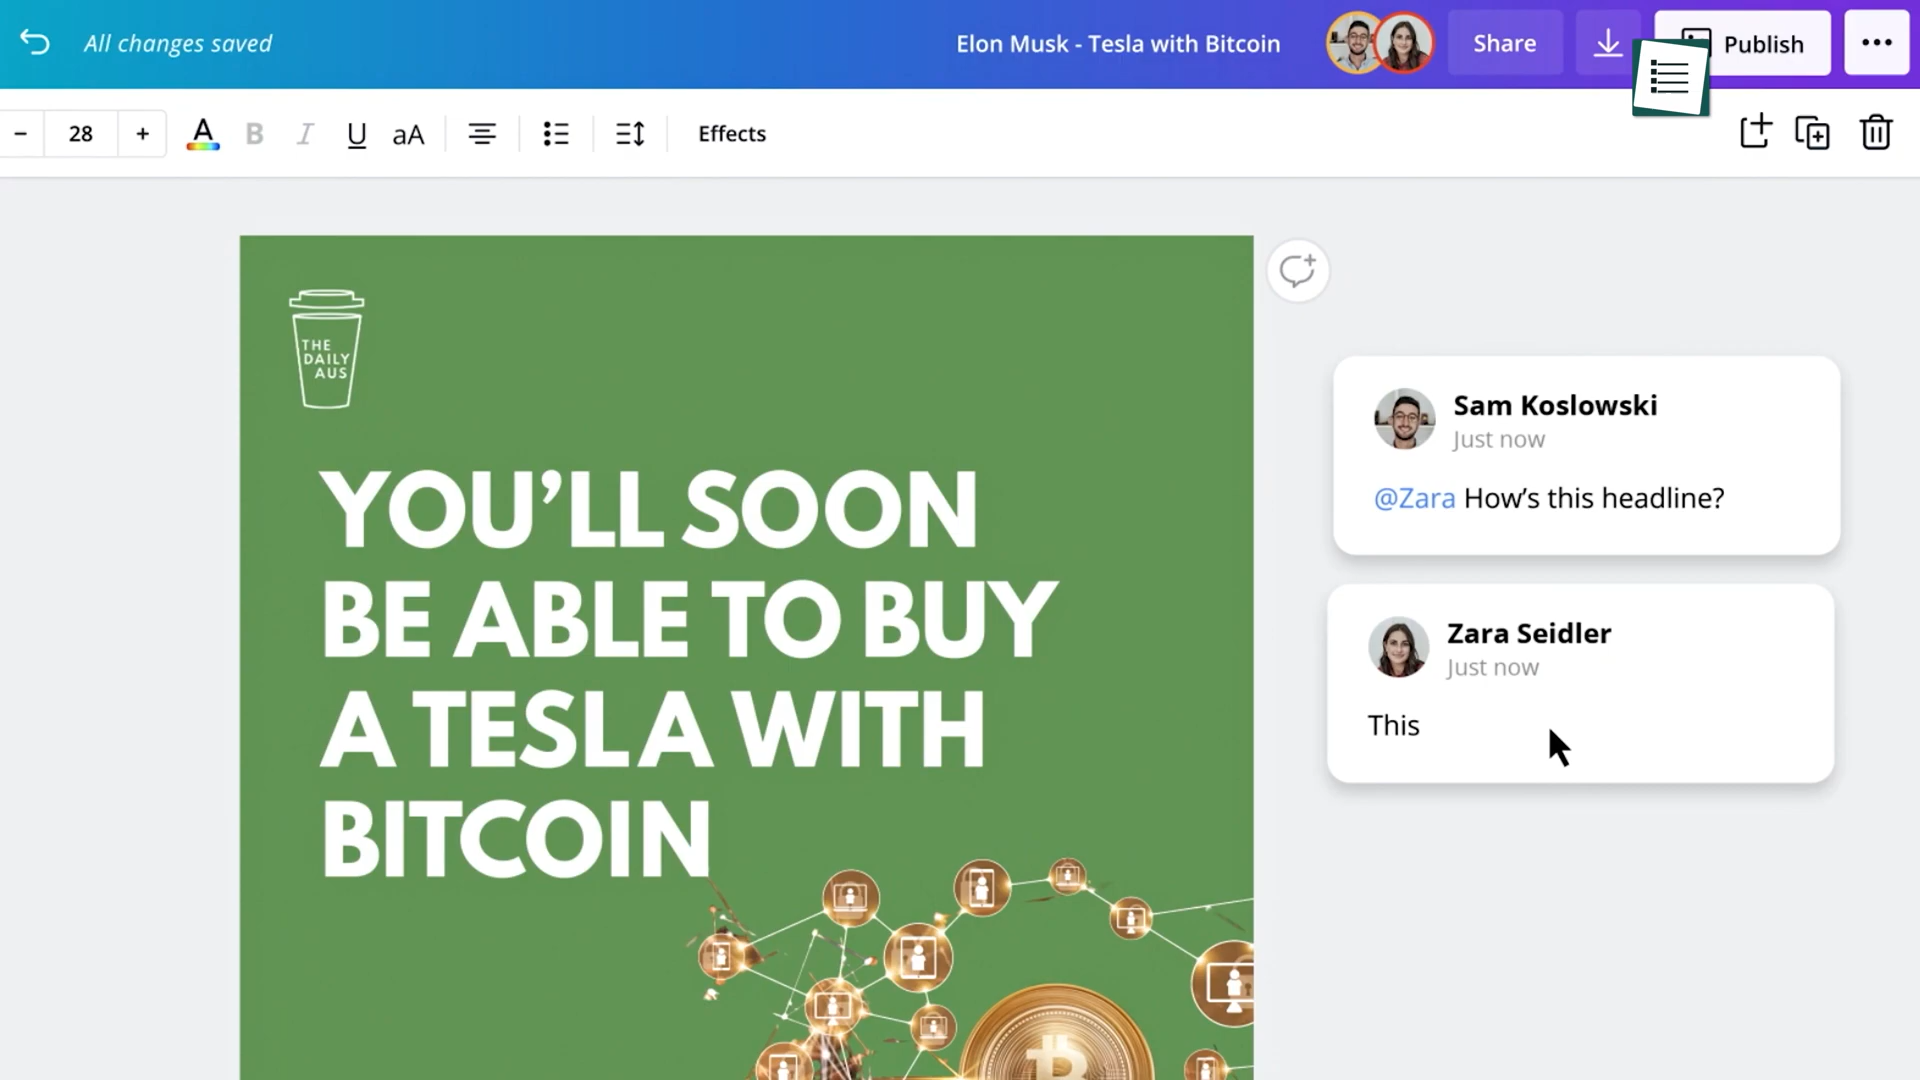 All changes saved
Elon Musk - Tesla with Bitcoin
Share
Publish
28
A
B
I
U
aA
Effects
THE
DAILY
AUS
YOU’LL SOON
BE ABLE TO BUY
A TESLA WITH
BITCOIN
Sam Koslowski
Just now
@Zara How’s this headline?
Zara Seidler
Just now
This